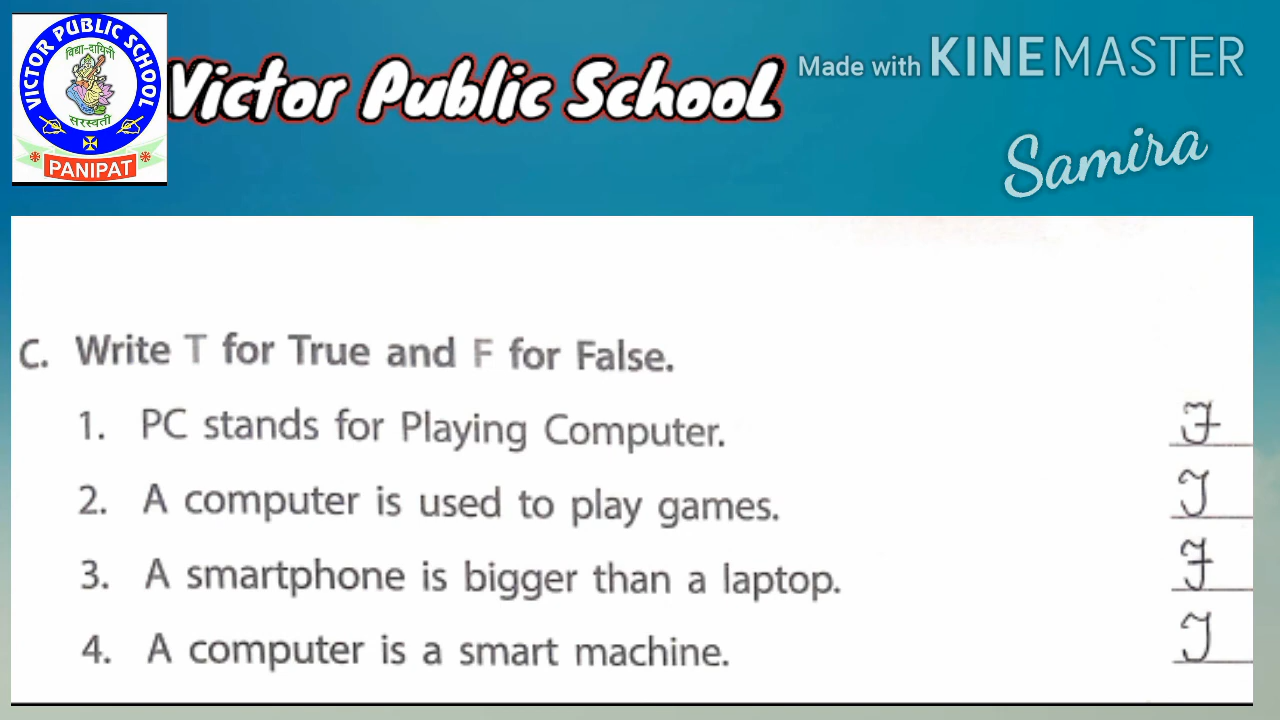 VICTOR PUBLIC SCHOOL
विद्या-दायिनी
सरस्वती
PANIPAT
Victor Public School
Made with KINEMASTER
Samira
C. Write T for True and F for False.
1. PC stands for Playing Computer. F
2. A computer is used to play games. T
3. A smartphone is bigger than a laptop. F
4. A computer is a smart machine. T